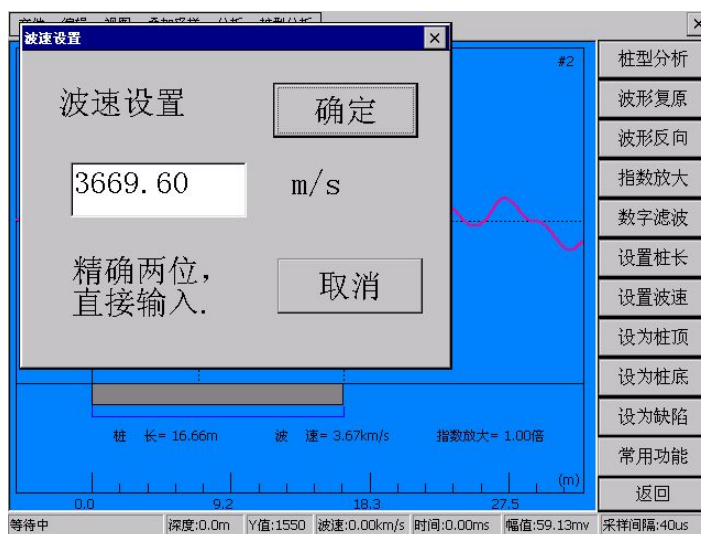 波速设置
#2
波速设置
确定
3669.60
m/s
精确两位，
直接输入.
取消
桩型分析
波形复原
波形反向
指数放大
数字滤波
设置桩长
设置波速
设为桩顶
设为桩底
设为缺陷
常用功能
返回
桩 长= 16.66m 波 速= 3.67km/s 指数放大= 1.00倍
(m)
0.0 9.2 18.3 27.5
等待中 深度:0.0m Y值:1550 波速:0.00km/s 时间:0.00ms 幅值:59.13mv 采样间隔:40us